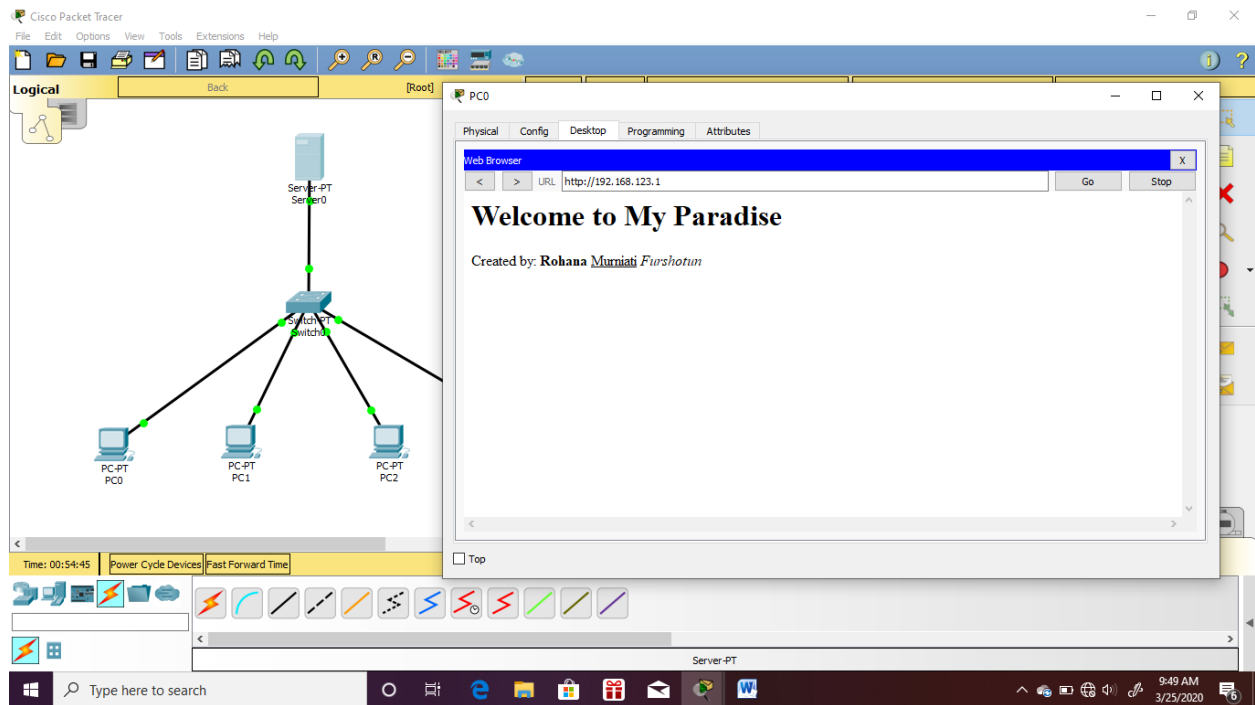 Cisco Packet Tracer
File Edit Options View Tools Extensions Help
Logical Back [Root]
Server-PT
Server0
Switch-PT
Switch0
PC-PT
PC0
PC-PT
PC1
PC-PT
PC2
PC0
Physical Config Desktop Programming Attributes
Web Browser X
< > URL http://192.168.123.1 Go Stop
Welcome to My Paradise
Created by: Rohana Murniati Furshotun
Top
Time: 00:54:45 Power Cycle Devices Fast Forward Time
Server-PT
Type here to search
9:49 AM
3/25/2020
6